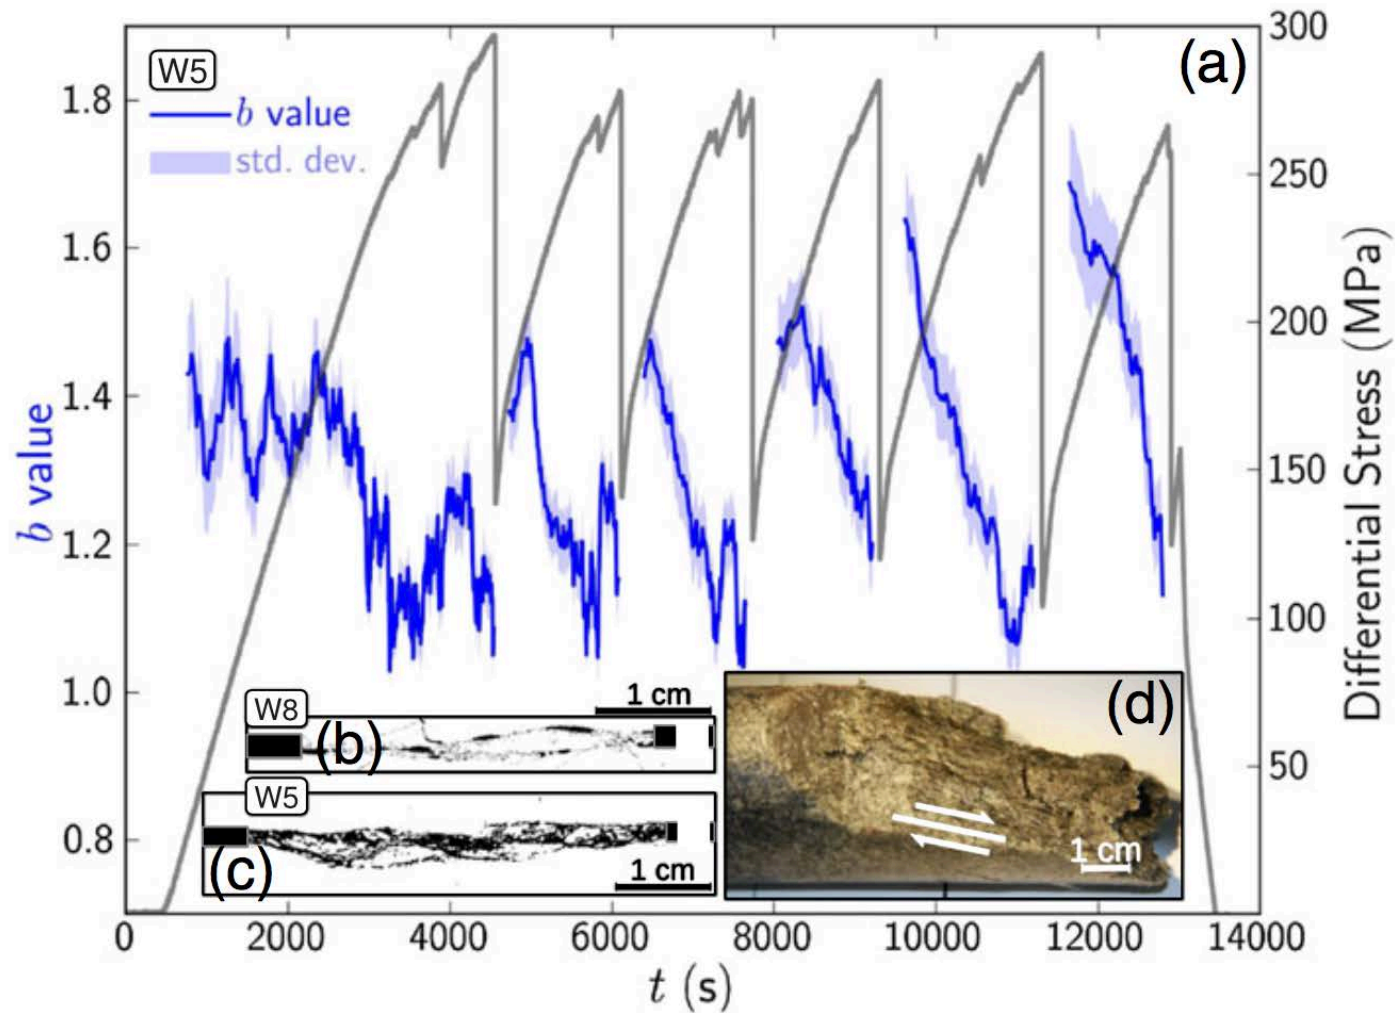 (a)
W5
b value
std. dev.
b value
1.8
1.6
1.4
1.2
1.0
0.8
300
250
200
150
100
50
Differential Stress (MPa)
W8
(b)
1 cm
W5
(c)
1 cm
(d)
1 cm
0 2000 4000 6000 8000 10000 12000 14000
t (s)